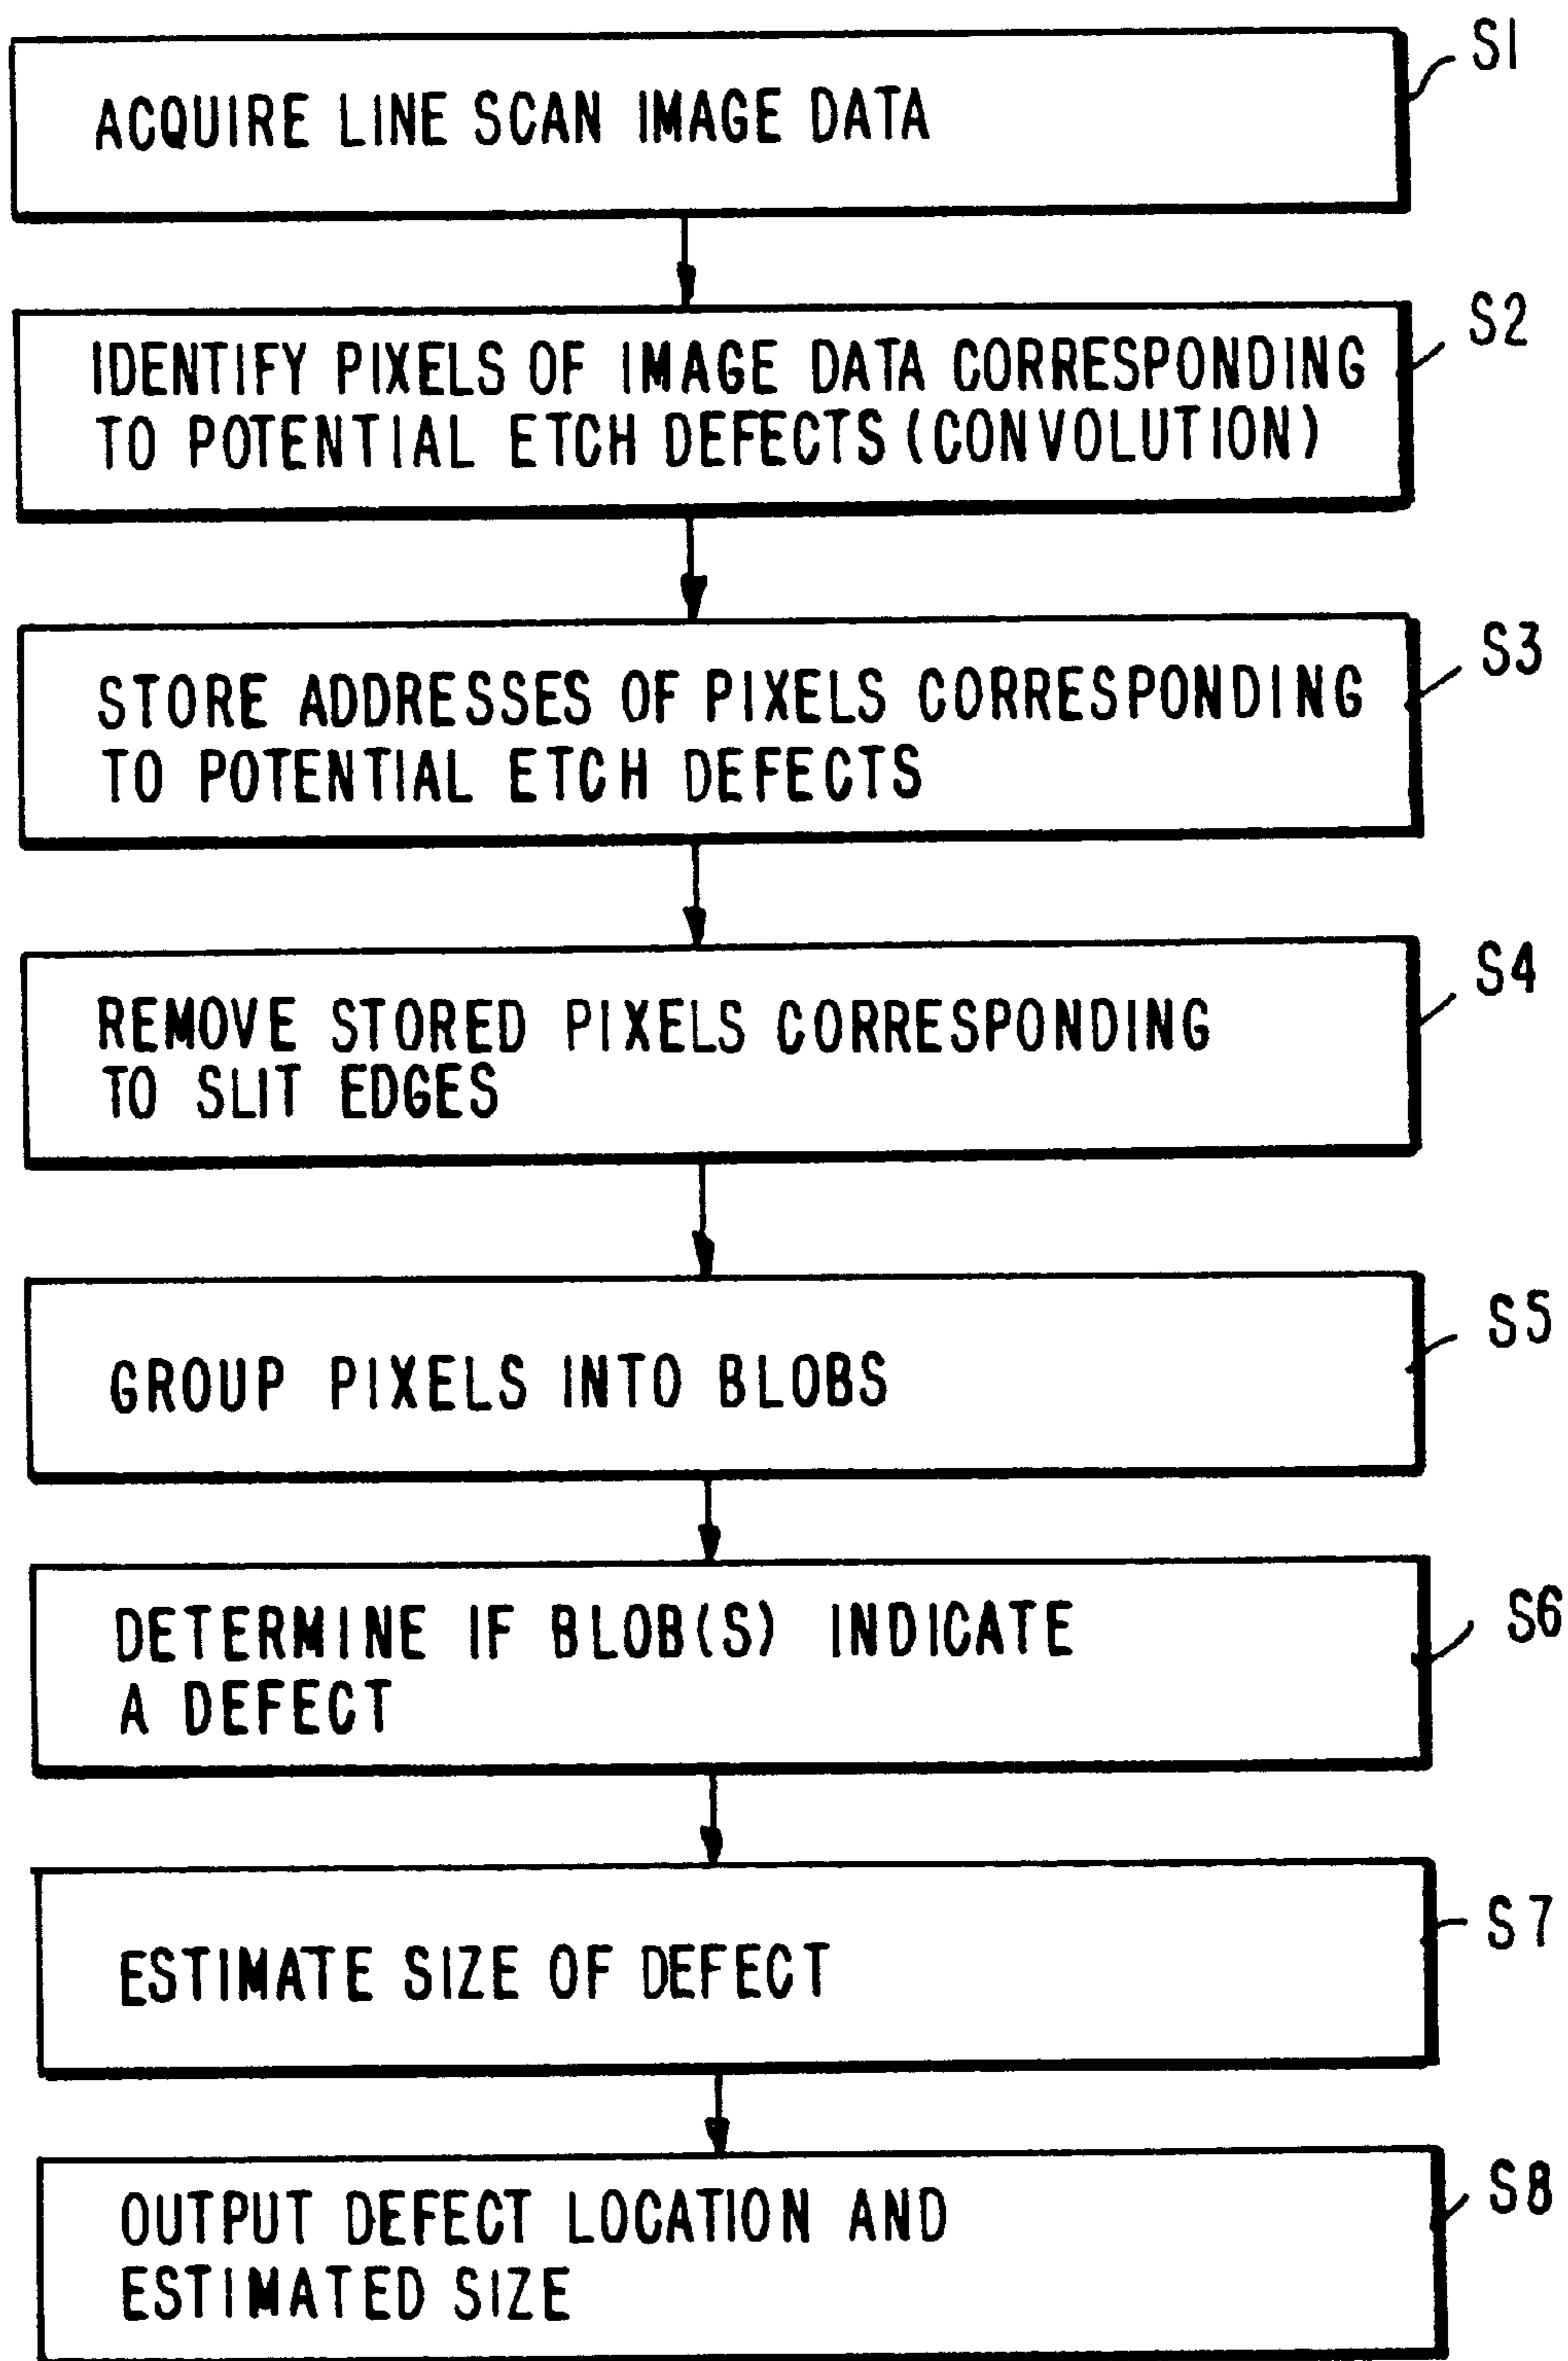 S1
ACQUIRE LINE SCAN IMAGE DATA
S2
IDENTIFY PIXELS OF IMAGE DATA CORRESPONDING
TO POTENTIAL ETCH DEFECTS (CONVOLUTION)
S3
STORE ADDRESSES OF PIXELS CORRESPONDING
TO POTENTIAL ETCH DEFECTS
S4
REMOVE STORED PIXELS CORRESPONDING
TO SLIT EDGES
S5
GROUP PIXELS INTO BLOBS
S6
DETERMINE IF BLOB(S) INDICATE
A DEFECT
S7
ESTIMATE SIZE OF DEFECT
S8
OUTPUT DEFECT LOCATION AND
ESTIMATED SIZE